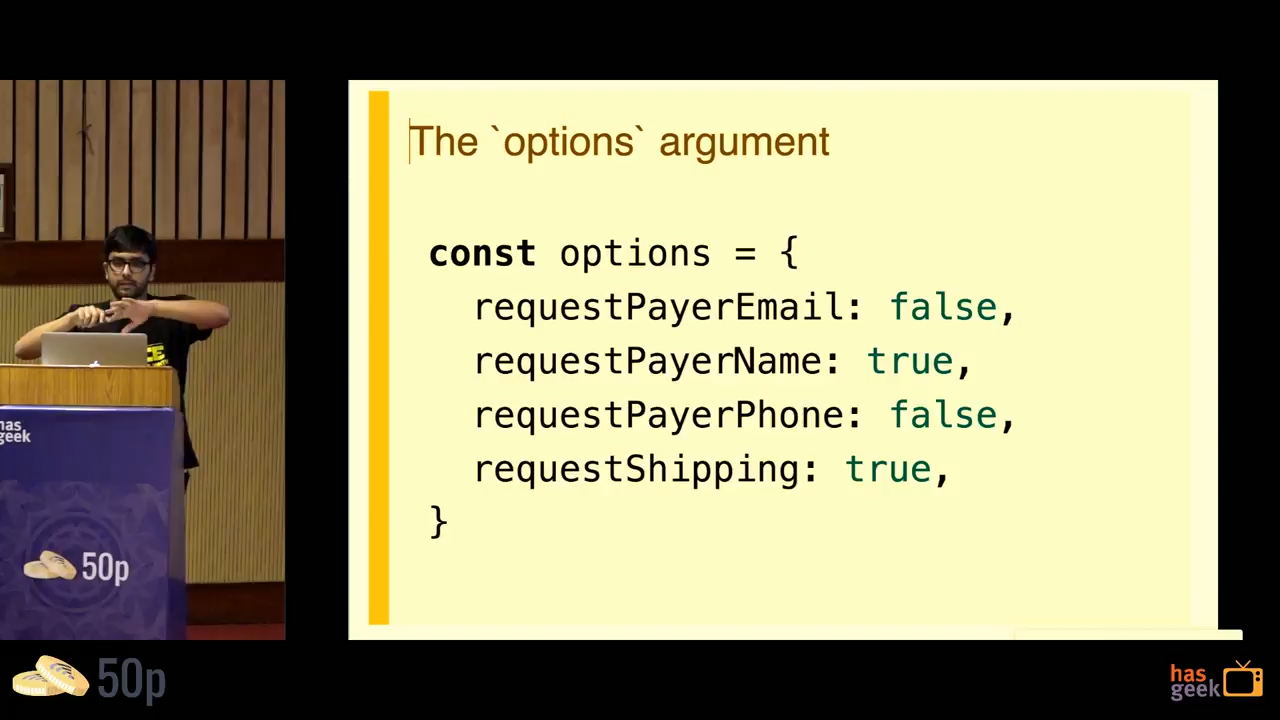 The `options` argument
const options = {
requestPayerEmail: false,
requestPayerName: true,
requestPayerPhone: false,
requestShipping: true,
}
has
geek
50p
50p
has
geek